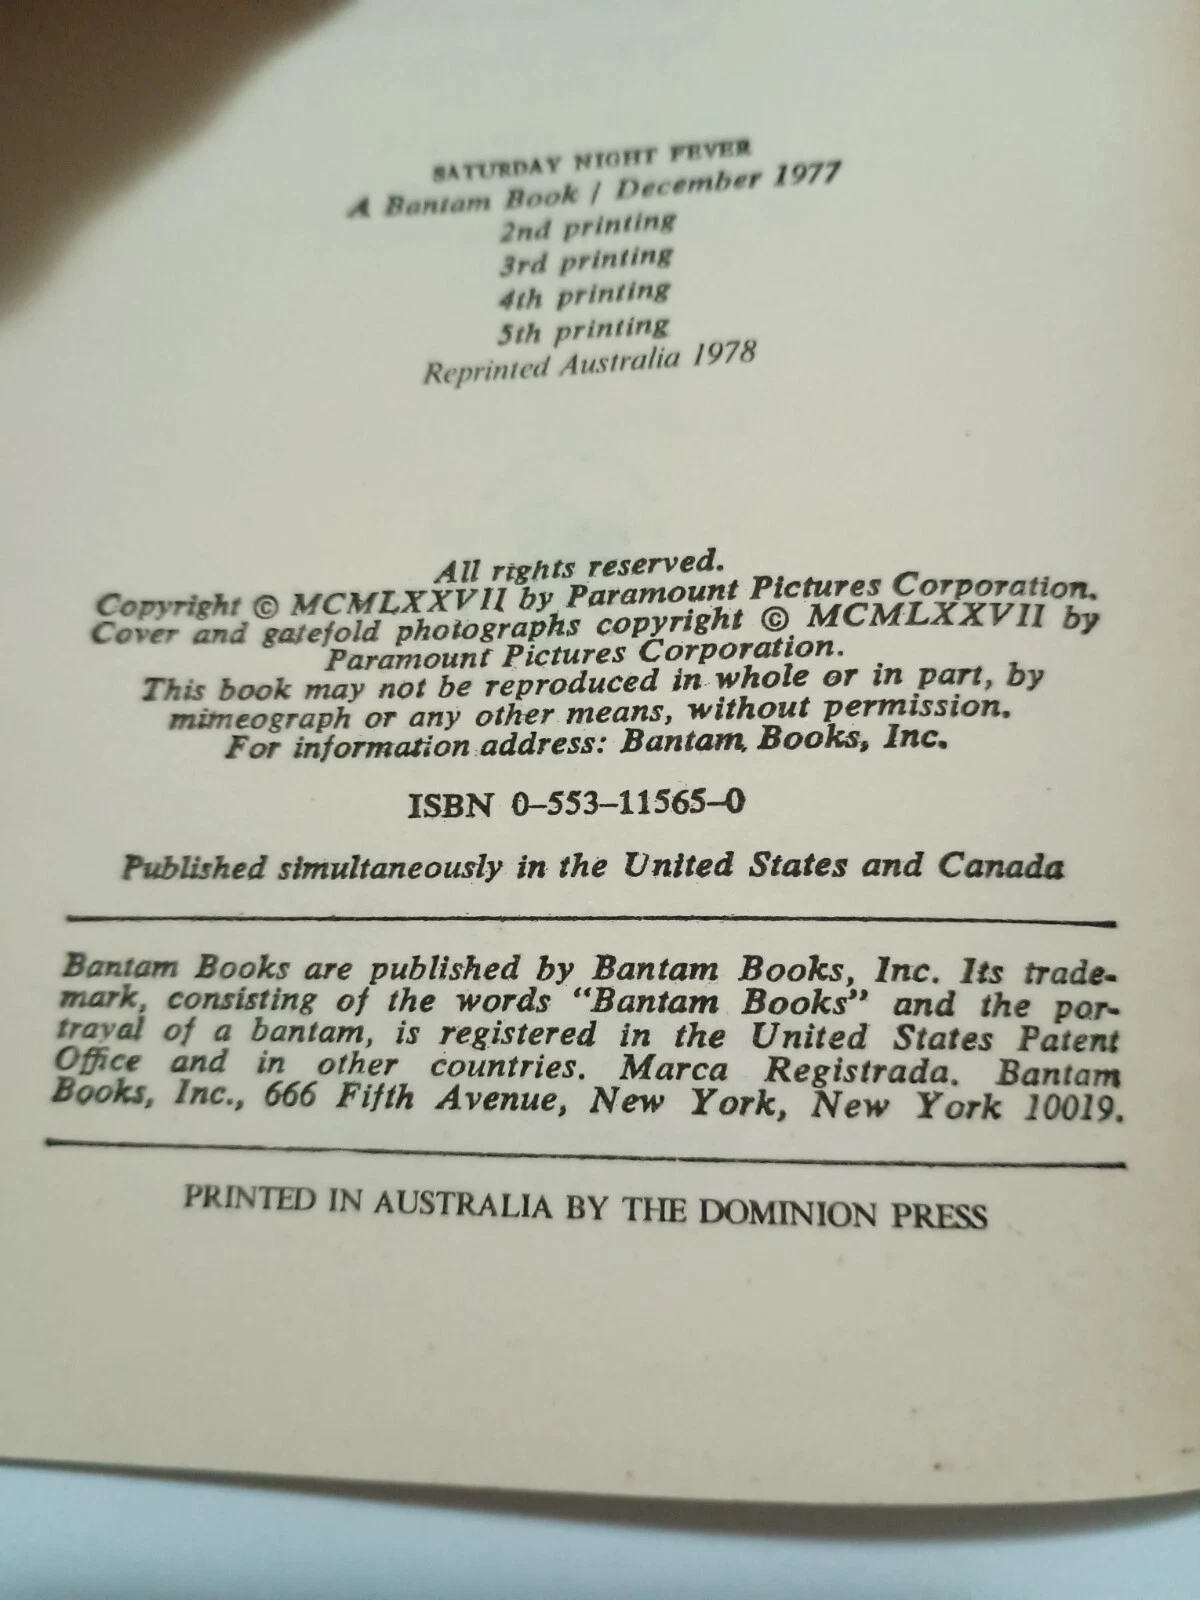 SATURDAY NIGHT FEVER
A Bantam Book / December 1977
2nd printing
3rd printing
4th printing
5th printing
Reprinted Australia 1978
All rights reserved.
Copyright © MCMLXXVII by Paramount Pictures Corporation.
Cover and gatefold photographs copyright © MCMLXXVII by
Paramount Pictures Corporation.
This book may not be reproduced in whole or in part, by
mimeograph or any other means, without permission.
For information address: Bantam Books, Inc.
ISBN 0–553–11565–0
Published simultaneously in the United States and Canada
Bantam Books are published by Bantam Books, Inc. Its trade-
mark, consisting of the words “Bantam Books” and the por-
trayal of a bantam, is registered in the United States Patent
Office and in other countries. Marca Registrada. Bantam
Books, Inc., 666 Fifth Avenue, New York, New York 10019.
PRINTED IN AUSTRALIA BY THE DOMINION PRESS